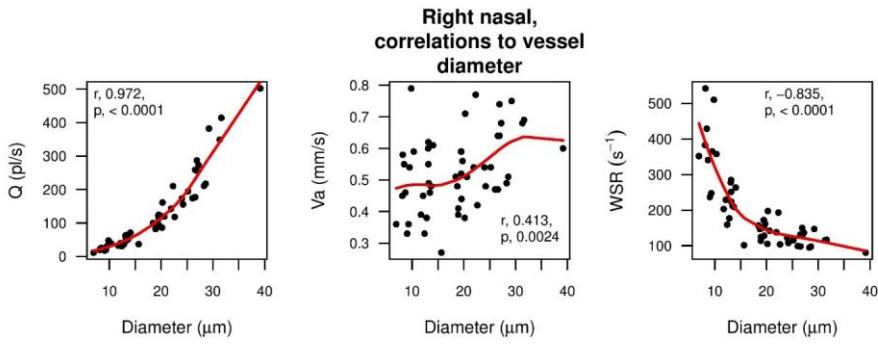 Right nasal,
correlations to vessel
diameter
r, 0.972,
p, < 0.0001
500
400
300
200
100
0
Q (pl/s)
10 20 30 40
Diameter (μm)
0.8
0.7
0.6
0.5
0.4
0.3
Va (mm/s)
r, 0.413,
p, 0.0024
10 20 30 40
Diameter (μm)
r, −0.835,
p, < 0.0001
500
400
300
200
100
WSR (s⁻¹)
10 20 30 40
Diameter (μm)